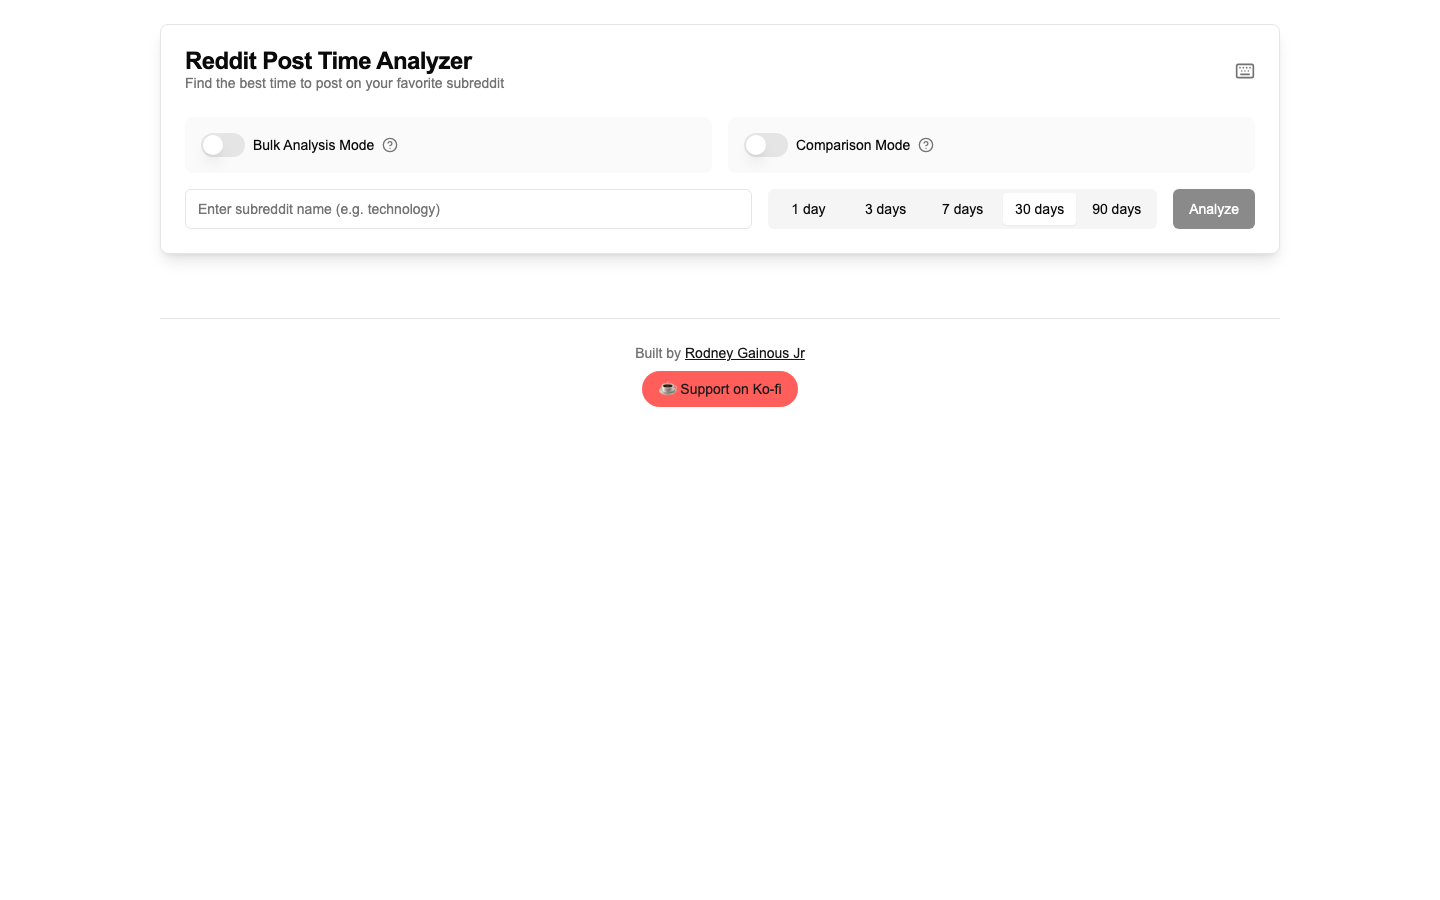 Reddit Post Time Analyzer
Find the best time to post on your favorite subreddit
Bulk Analysis Mode
Comparison Mode
Enter subreddit name (e.g. technology)
1 day
3 days
7 days
30 days
90 days
Analyze
Built by Rodney Gainous Jr
☕ Support on Ko-fi